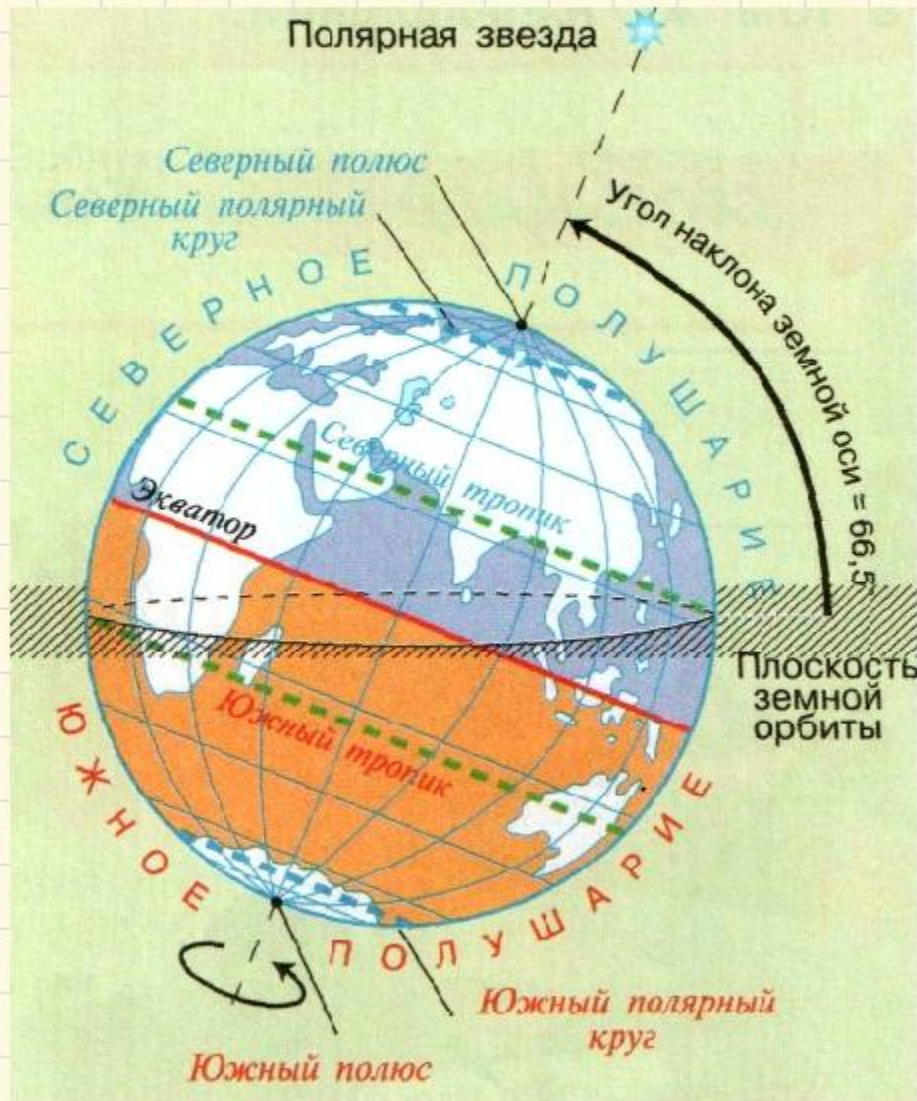 Полярная звезда
Северный полюс
Северный полярный
круг
Угол наклона земной оси = 66,5
СЕВЕРНОЕ ПОЛУШАРИЕ
Северный тропик
Экватор
Плоскость
земной
орбиты
Южный тропик
ЮЖНОЕ ПОЛУШАРИЕ
Южный полярный
круг
Южный полюс